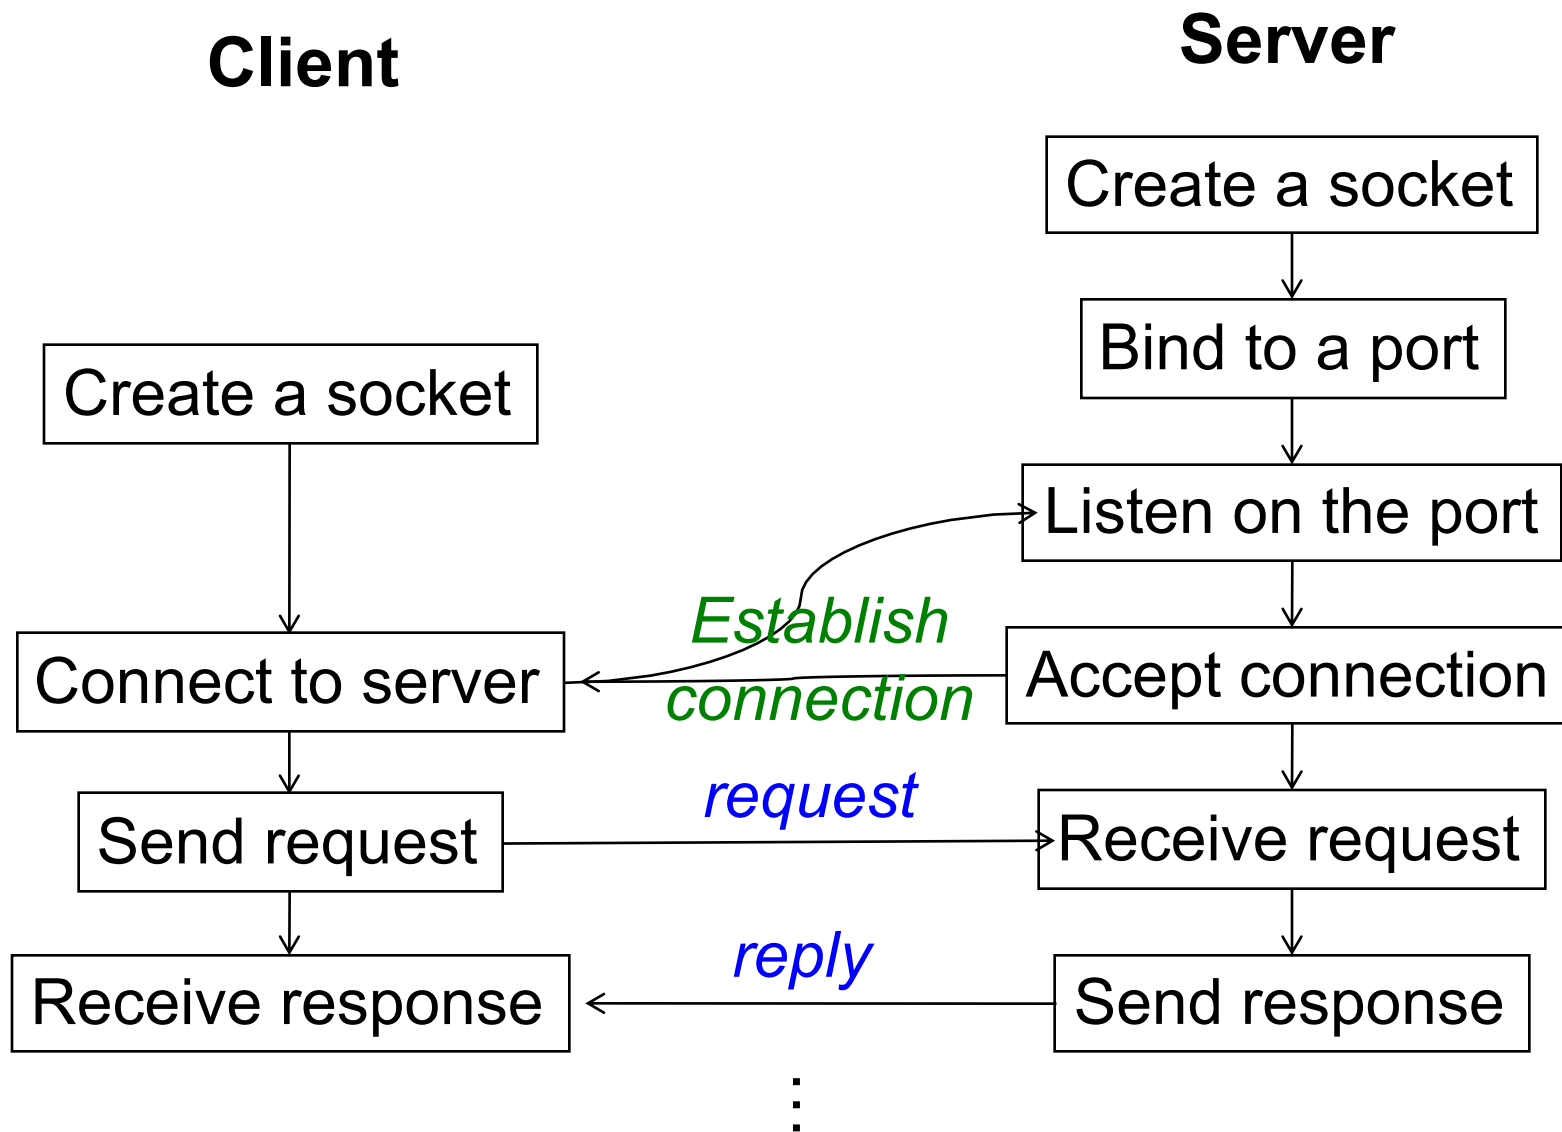 Client
Server
Create a socket
Bind to a port
Create a socket
Listen on the port
Establish
connection
Connect to server
Accept connection
request
Send request
Receive request
reply
Receive response
Send response
⋮